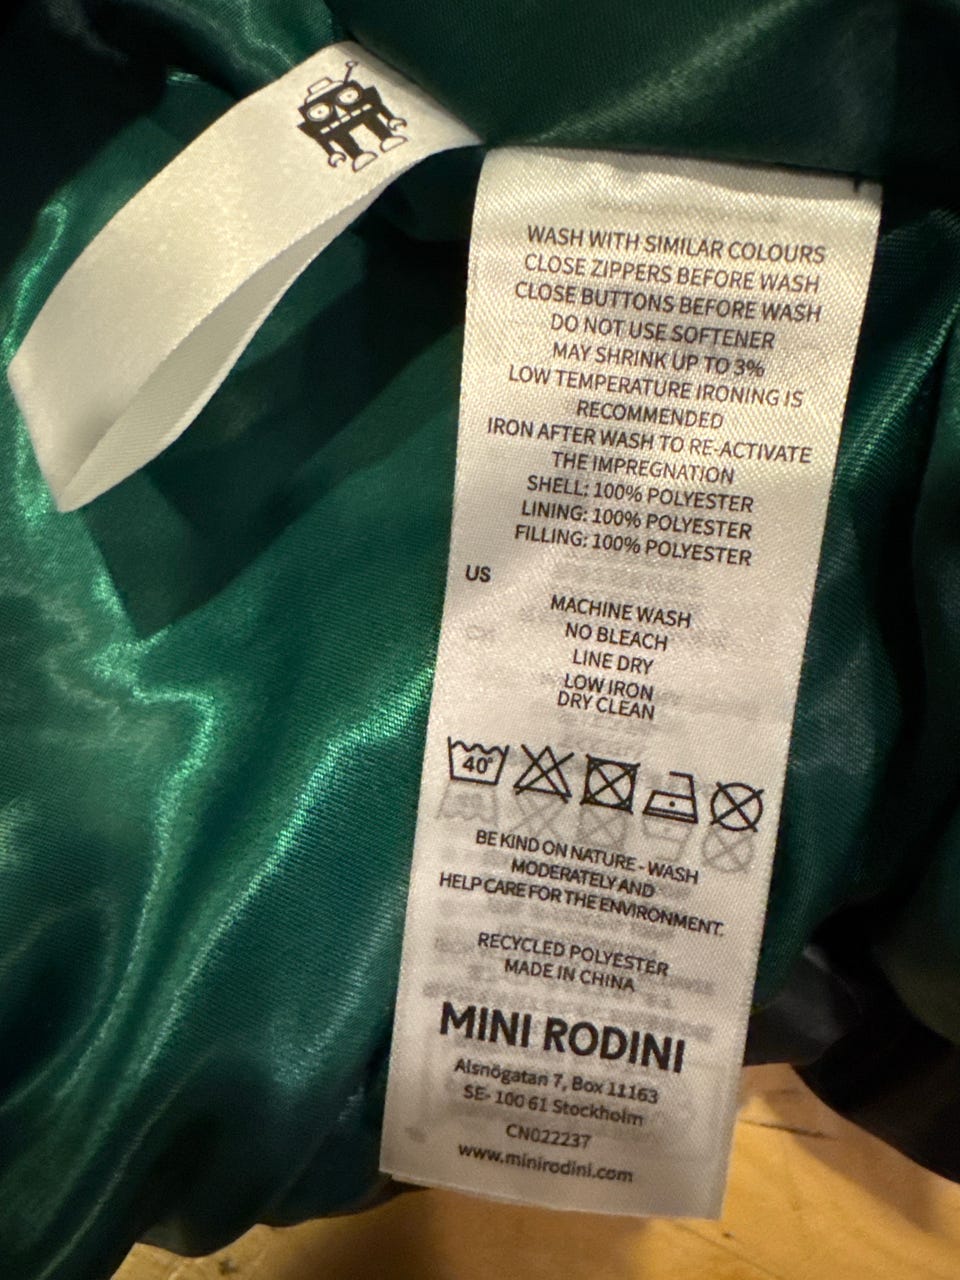 WASH WITH SIMILAR COLOURS
CLOSE ZIPPERS BEFORE WASH
CLOSE BUTTONS BEFORE WASH
DO NOT USE SOFTENER
MAY SHRINK UP TO 3%
LOW TEMPERATURE IRONING IS
RECOMMENDED
IRON AFTER WASH TO RE-ACTIVATE
THE IMPREGNATION
SHELL: 100% POLYESTER
LINING: 100% POLYESTER
FILLING: 100% POLYESTER
US
MACHINE WASH
NO BLEACH
LINE DRY
LOW IRON
DRY CLEAN
40°
BE KIND ON NATURE - WASH
MODERATELY AND
HELP CARE FOR THE ENVIRONMENT.
RECYCLED POLYESTER
MADE IN CHINA
MINI RODINI
Alsnögatan 7, Box 11163
SE- 100 61 Stockholm
CN022237
www.minirodini.com